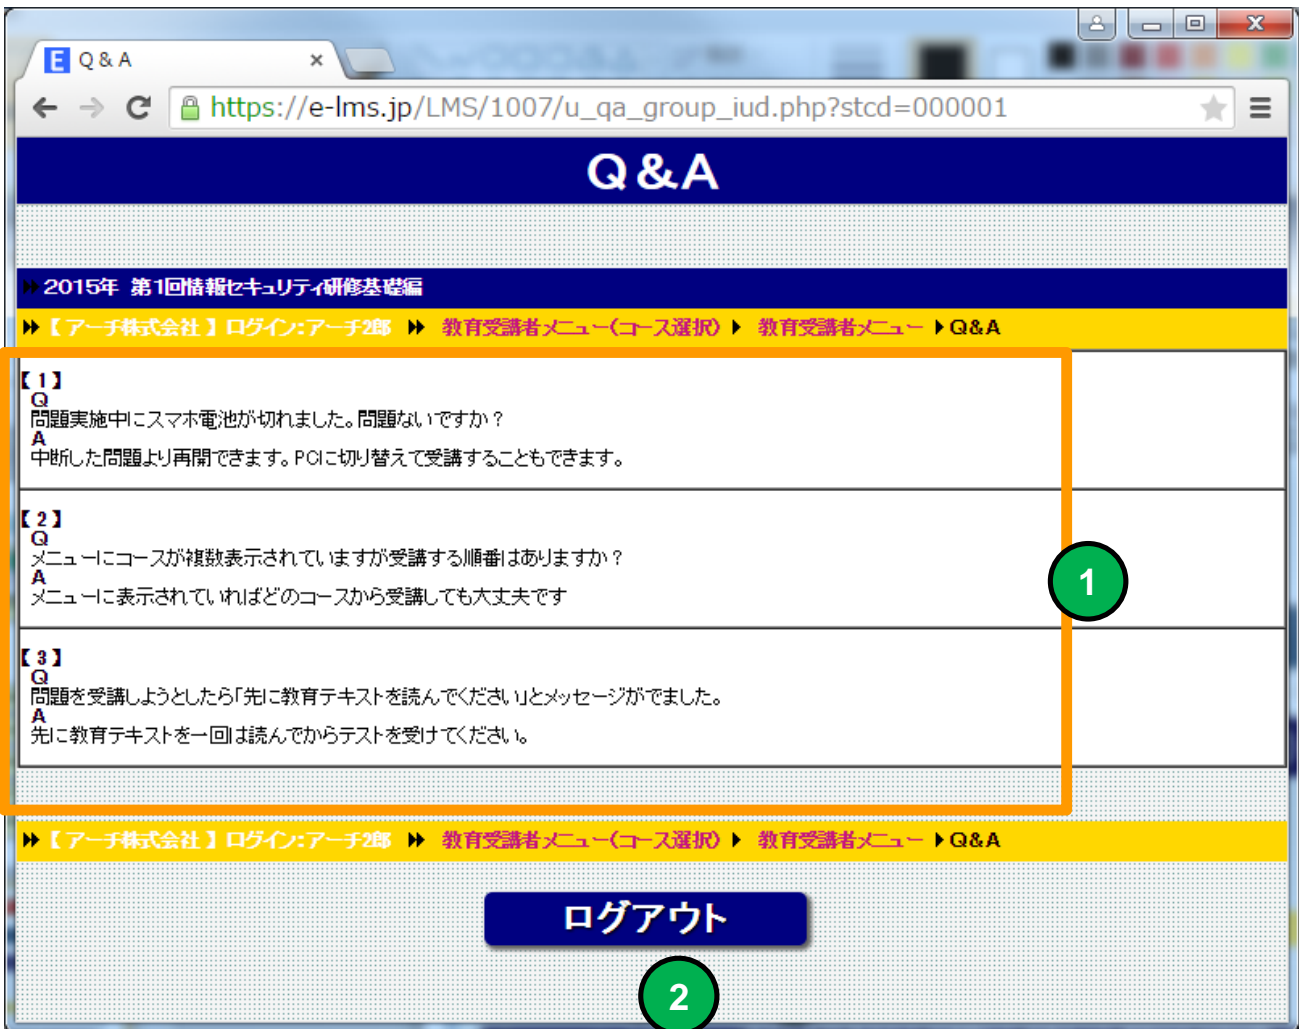 E Q & A
https://e-lms.jp/LMS/1007/u_qa_group_iud.php?stcd=000001
Q&A
2015年 第1回情報セキュリティ研修基礎編
【 アーチ株式会社 】 ログイン:アーチ2郎 教育受講者メニュー(コース選択) 教育受講者メニュー Q&A
【 1 】
Q
問題実施中にスマホ電池が切れました。問題ないですか？
A
中断した問題より再開できます。PCに切り替えて受講することもできます。
【 2 】
Q
メニューにコースが複数表示されていますが受講する順番はありますか？
A
メニューに表示されていればどのコースから受講しても大丈夫です
1
【 3 】
Q
問題を受講しようとしたら「先に教育テキストを読んでください」とメッセージがでました。
A
先に教育テキストを一回は読んでからテストを受けてください。
【 アーチ株式会社 】 ログイン:アーチ2郎 教育受講者メニュー(コース選択) 教育受講者メニュー Q&A
ログアウト
2